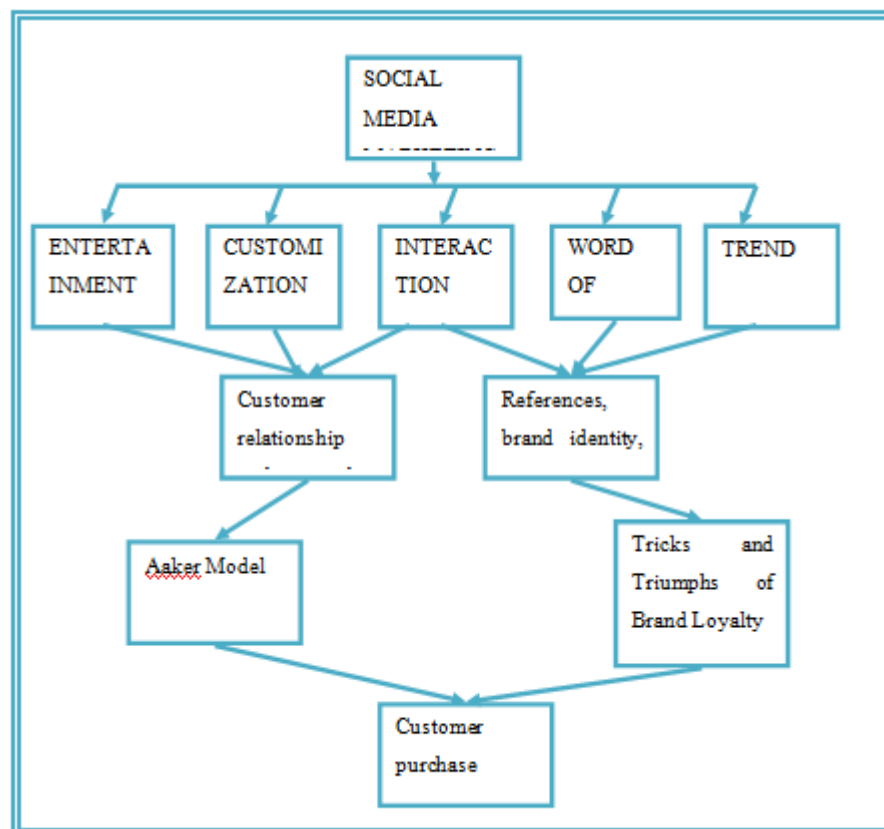 SOCIAL
MEDIA
ENTERTA
INMENT
CUSTOMI
ZATION
INTERAC
TION
WORD
OF
TREND
Customer
relationship
References,
brand identity,
Aaker Model
Tricks and
Triumphs of
Brand Loyalty
Customer
purchase